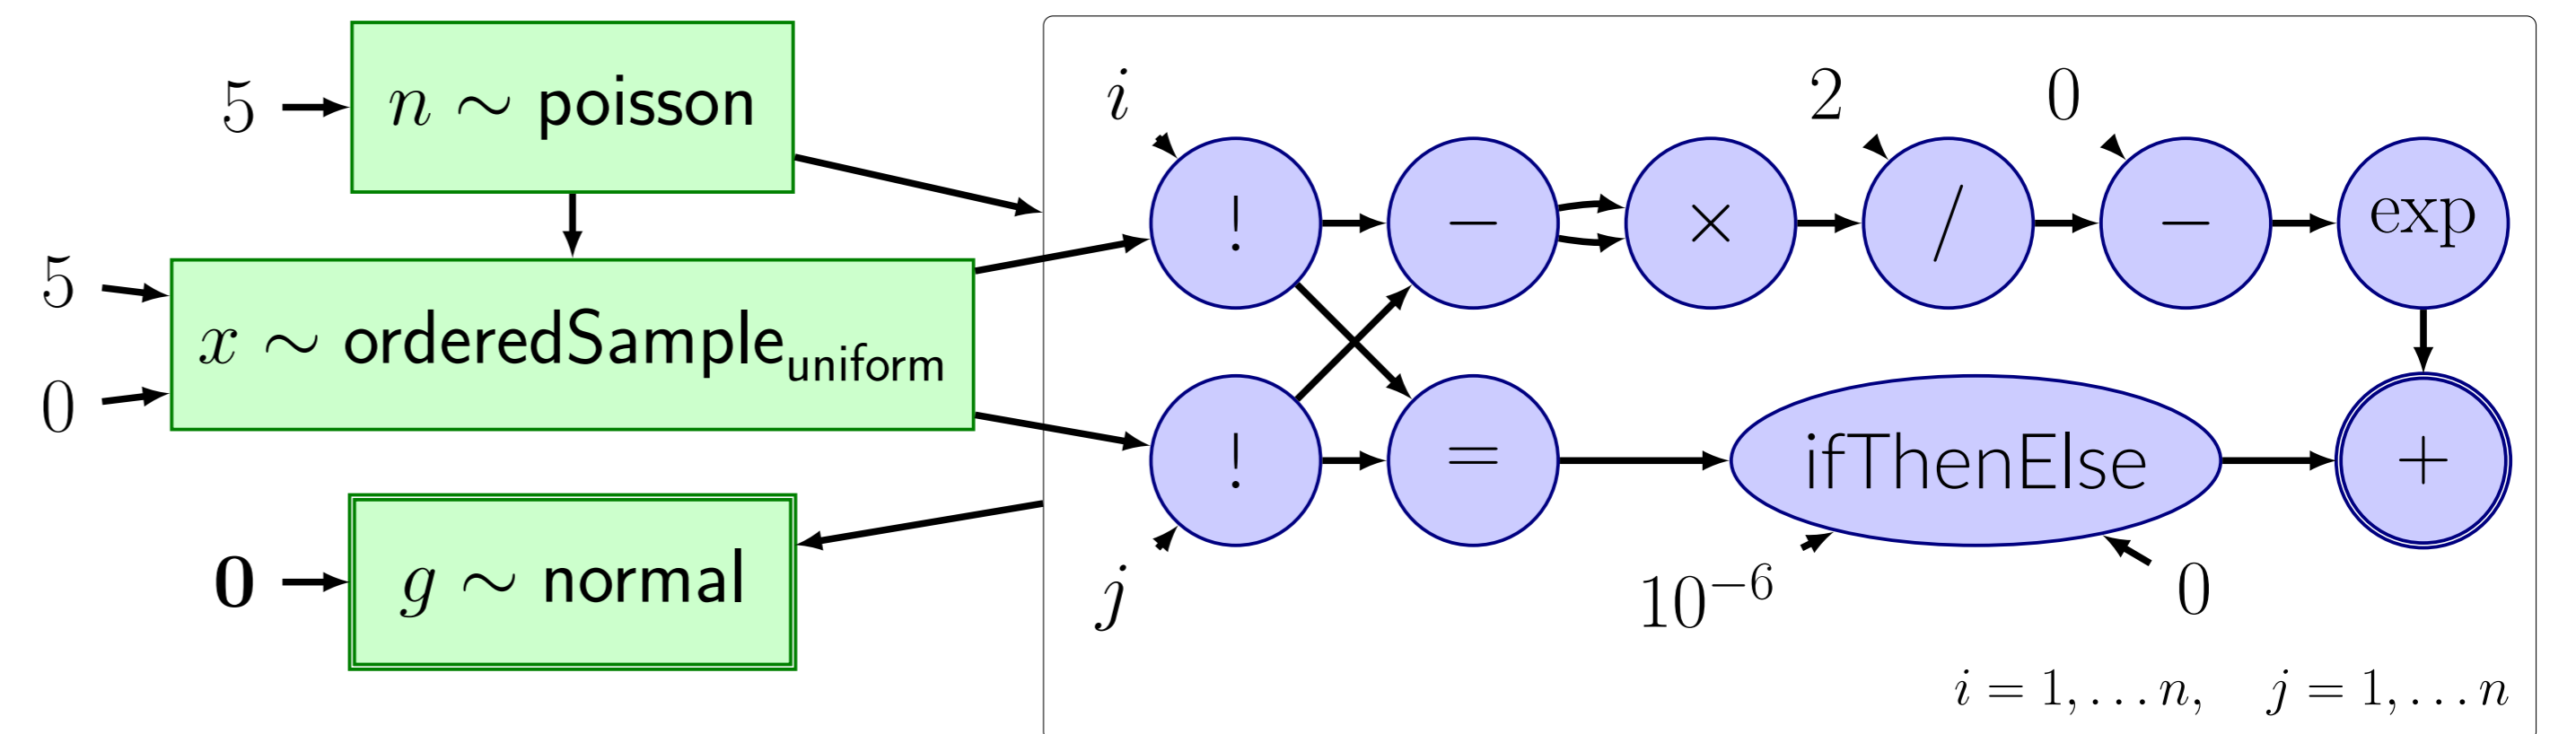 5
n ∼ poisson
5
0
x ∼ orderedSample_uniform
0
g ∼ normal
i
2
0
!
−
×
/
−
exp
!
=
ifThenElse
+
j
10⁻⁶
0
i = 1, . . . n, j = 1, . . . n